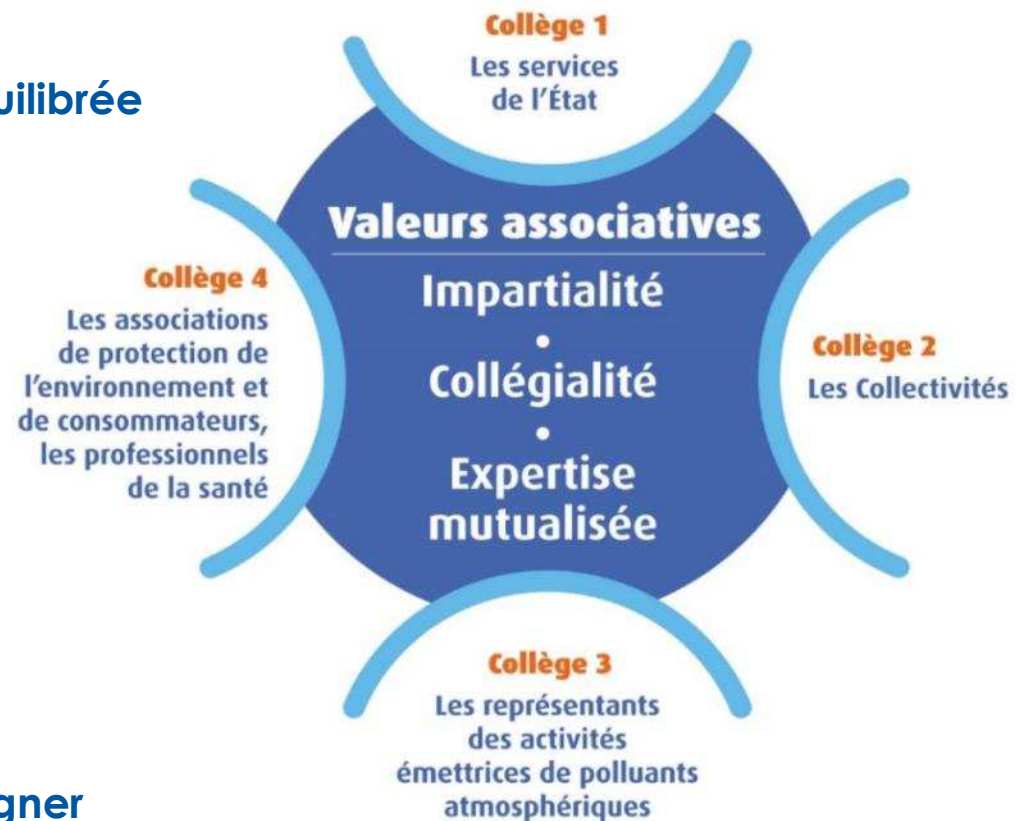 Collège 1
Les services
de l'État
uilibrée
Valeurs associatives
Impartialité
•
Collégialité
•
Expertise
mutualisée
Collège 4
Les associations
de protection de
l'environnement et
de consommateurs,
les professionnels
de la santé
Collège 2
Les Collectivités
Collège 3
Les représentants
des activités
émettrices de polluants
atmosphériques
gner